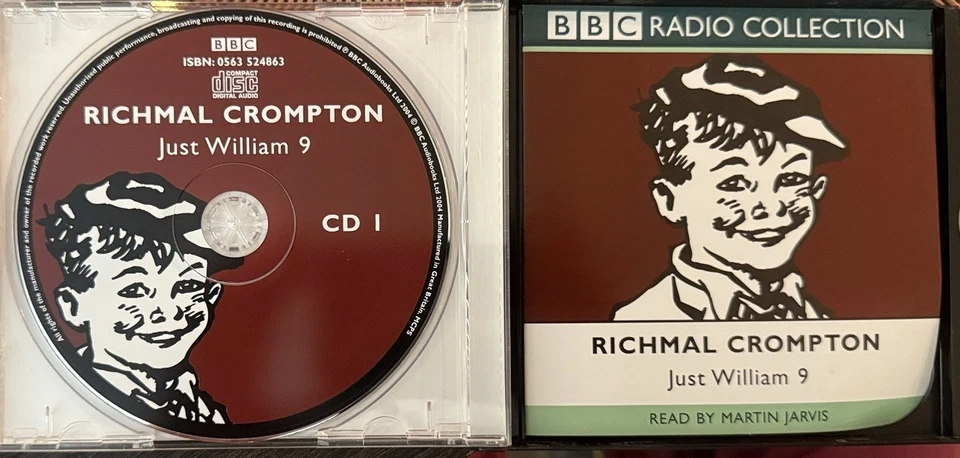 BBC
ISBN: 0563 524863
COMPACT
disc
DIGITAL AUDIO
RICHMAL CROMPTON
Just William 9
CD 1
All rights of the manufacturer and owner of the recorded work reserved. Unauthorised public performance, broadcasting and copying of this recording is prohibited ℗ BBC Audiobooks Ltd 2004 © BBC Audiobooks Ltd 2004 Manufactured in Great Britain. MCPS
BBC RADIO COLLECTION
RICHMAL CROMPTON
Just William 9
READ BY MARTIN JARVIS